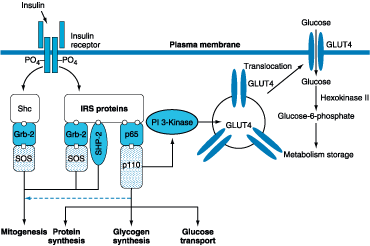 Insulin
Insulin
receptor
Glucose
Plasma membrane
GLUT4
PO4
PO4
Translocation
GLUT4
Glucose
Hexokinase II
Shc
IRS proteins
PI 3-Kinase
GLUT4
Glucose-6-phosphate
Grb-2
Grb-2
SHP-2
p65
SOS
SOS
p110
Metabolism storage
Mitogenesis
Protein
synthesis
Glycogen
synthesis
Glucose
transport